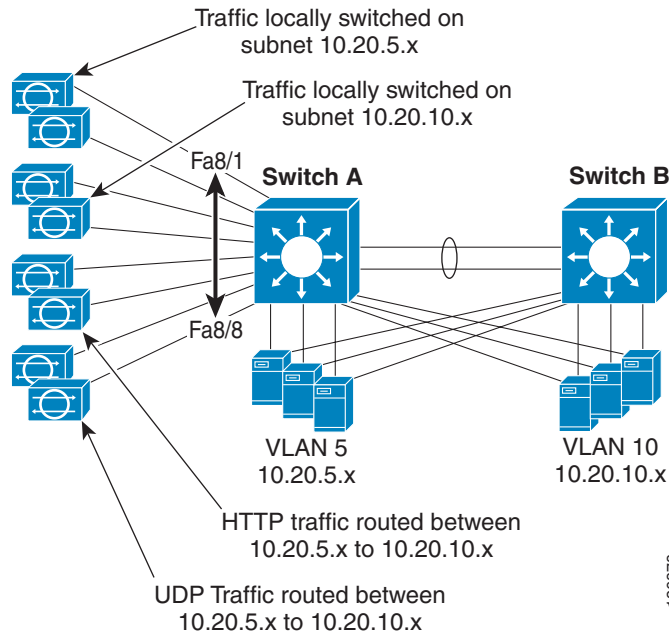 Traffic locally switched on
subnet 10.20.5.x
Traffic locally switched on
subnet 10.20.10.x
Fa8/1
Switch A
Switch B
Fa8/8
VLAN 5
10.20.5.x
VLAN 10
10.20.10.x
HTTP traffic routed between
10.20.5.x to 10.20.10.x
UDP Traffic routed between
10.20.5.x to 10.20.10.x